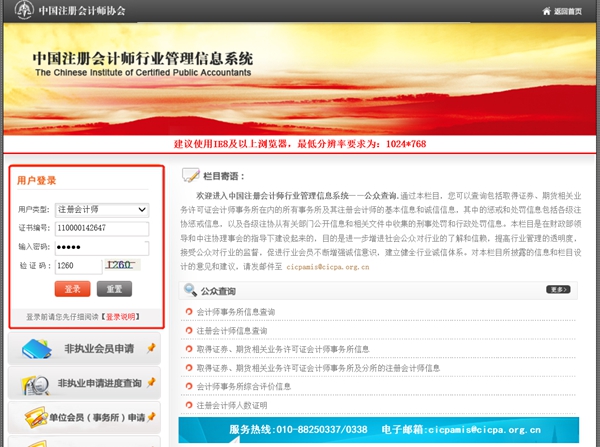 中国注册会计师协会
返回首页
中国注册会计师行业管理信息系统
The Chinese Institute of Certified Public Accountants
建议使用IE8及以上浏览器，最低分辨率要求为：1024*768
用户登录
用户类型： 注册会计师
证书编号： 110000142647
输入密码： ●●●●●
验 证 码： 1260 1260
登录 重置
登录前请您先仔细阅读【登录说明】
非执业会员申请
非执业申请进度查询
单位会员（事务所）申请
栏目寄语：
欢迎进入中国注册会计师行业管理信息系统——公众查询.通过本栏目，您可以查询包括取得证券、期货相关业
务许可证会计师事务所在内的所有事务所及其注册会计师的基本信息和诚信信息，其中的惩戒和处罚信息包括各级注
协惩戒信息，以及各级注协从有关部门公开信息和相关文件中收集的刑事处罚和行政处罚信息。本栏目是在财政部领
导和中注协理事会的指导下建设起来的，目的是进一步增进社会公众对行业的了解和信赖，提高行业管理的透明度，
接受公众对行业的监督，促进行业会员不断增强诚信意识，建立健全行业诚信体系。对本栏目所披露的信息和栏目设
计的意见和建议，请发邮件至 cicpamis@cicpa.org.cn
公众查询
更多>
会计师事务所信息查询
注册会计师信息查询
取得证券、期货相关业务许可证会计师事务所信息
取得证券、期货相关业务许可证会计师事务所及分所的注册会计师信息
会计师事务所综合评价信息
注册会计师人数证明
服务热线:010-88250337/0338 电子邮箱:cicpamis@cicpa.org.cn